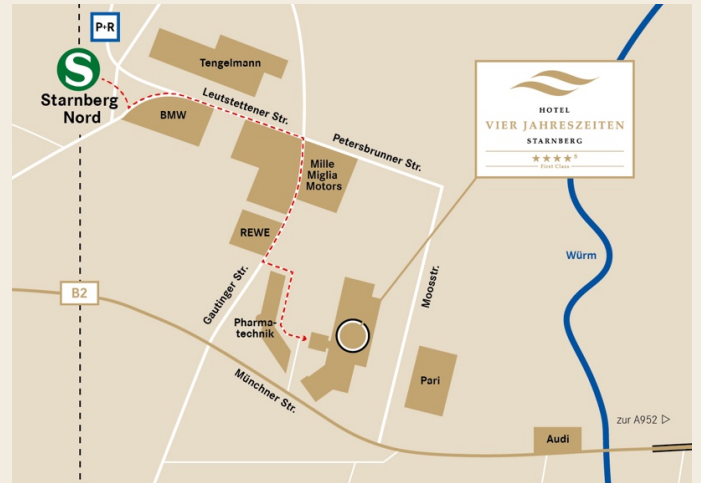 P+R
S
Starnberg
Nord
Tengelmann
Leutstettener Str.
BMW
Petersbrunner Str.
Mille
Miglia
Motors
REWE
HOTEL
VIER JAHRESZEITEN
STARNBERG
★★★★S
First Class
Würm
B2
Gautinger Str.
Moosstr.
Pharma-
technik
Münchner Str.
Pari
Audi
zur A952 ▷